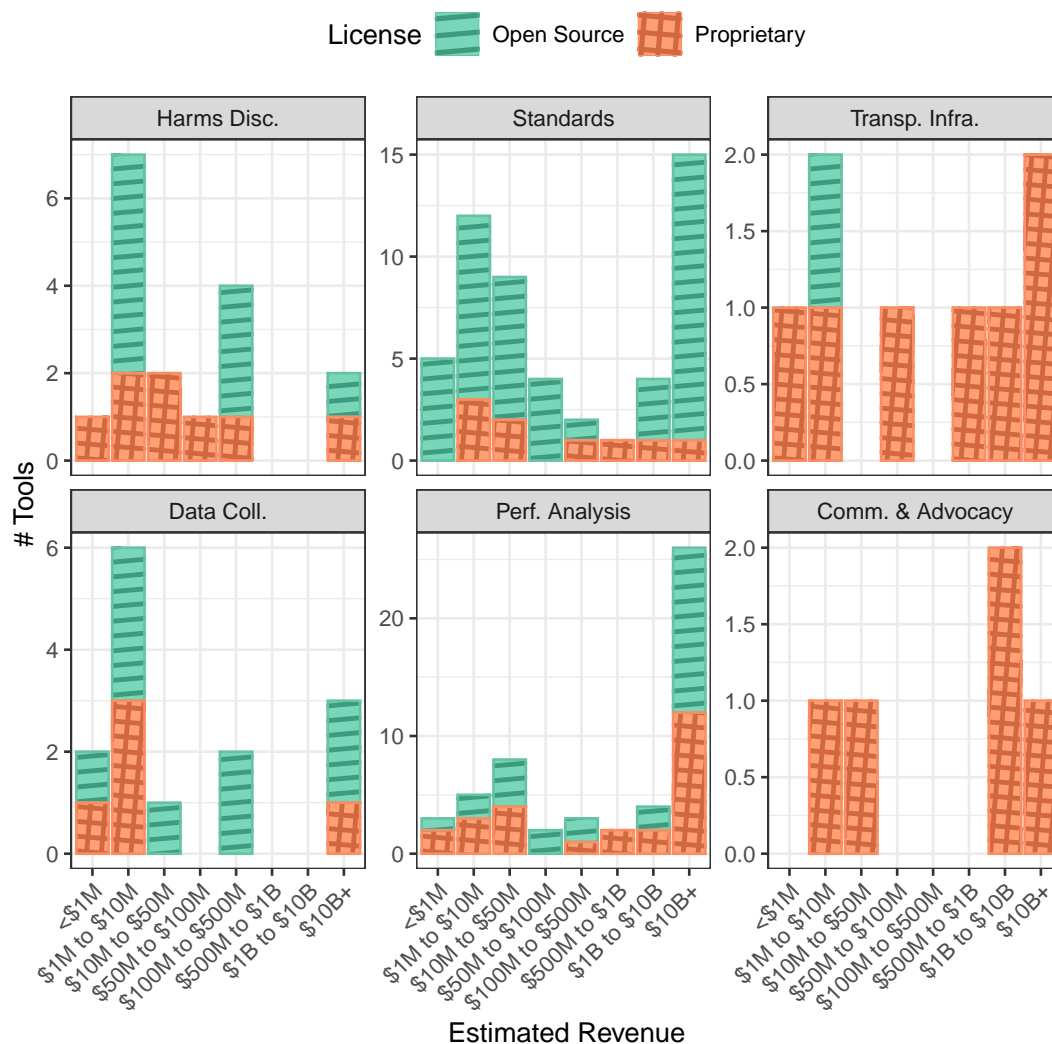 License Open Source Proprietary
Harms Disc. Standards Transp. Infra.
6
4
2
0
15
10
5
0
2.0
1.5
1.0
0.5
0.0
# Tools
Data Coll. Perf. Analysis Comm. & Advocacy
6
4
2
0
20
10
0
2.0
1.5
1.0
0.5
0.0
<$1M
$1M to $10M
$10M to $50M
$50M to $100M
$100M to $500M
$500M to $1B
$1B to $10B
$10B+
<$1M
$1M to $10M
$10M to $50M
$50M to $100M
$100M to $500M
$500M to $1B
$1B to $10B
$10B+
<$1M
$1M to $10M
$10M to $50M
$50M to $100M
$100M to $500M
$500M to $1B
$1B to $10B
$10B+
Estimated Revenue